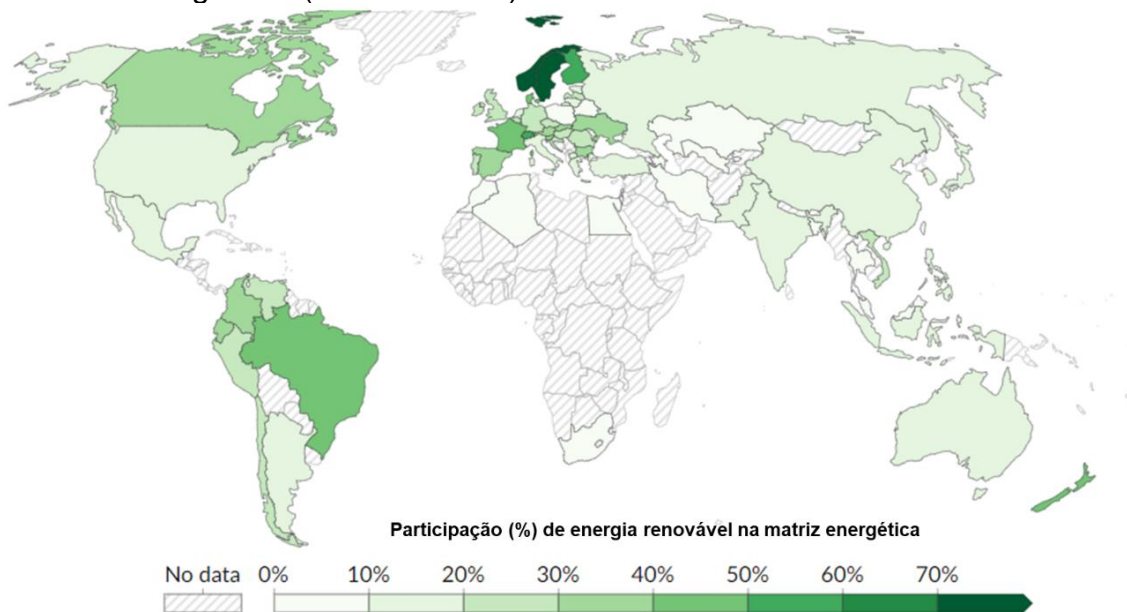 Participação (%) de energia renovável na matriz energética
No data 0% 10% 20% 30% 40% 50% 60% 70%